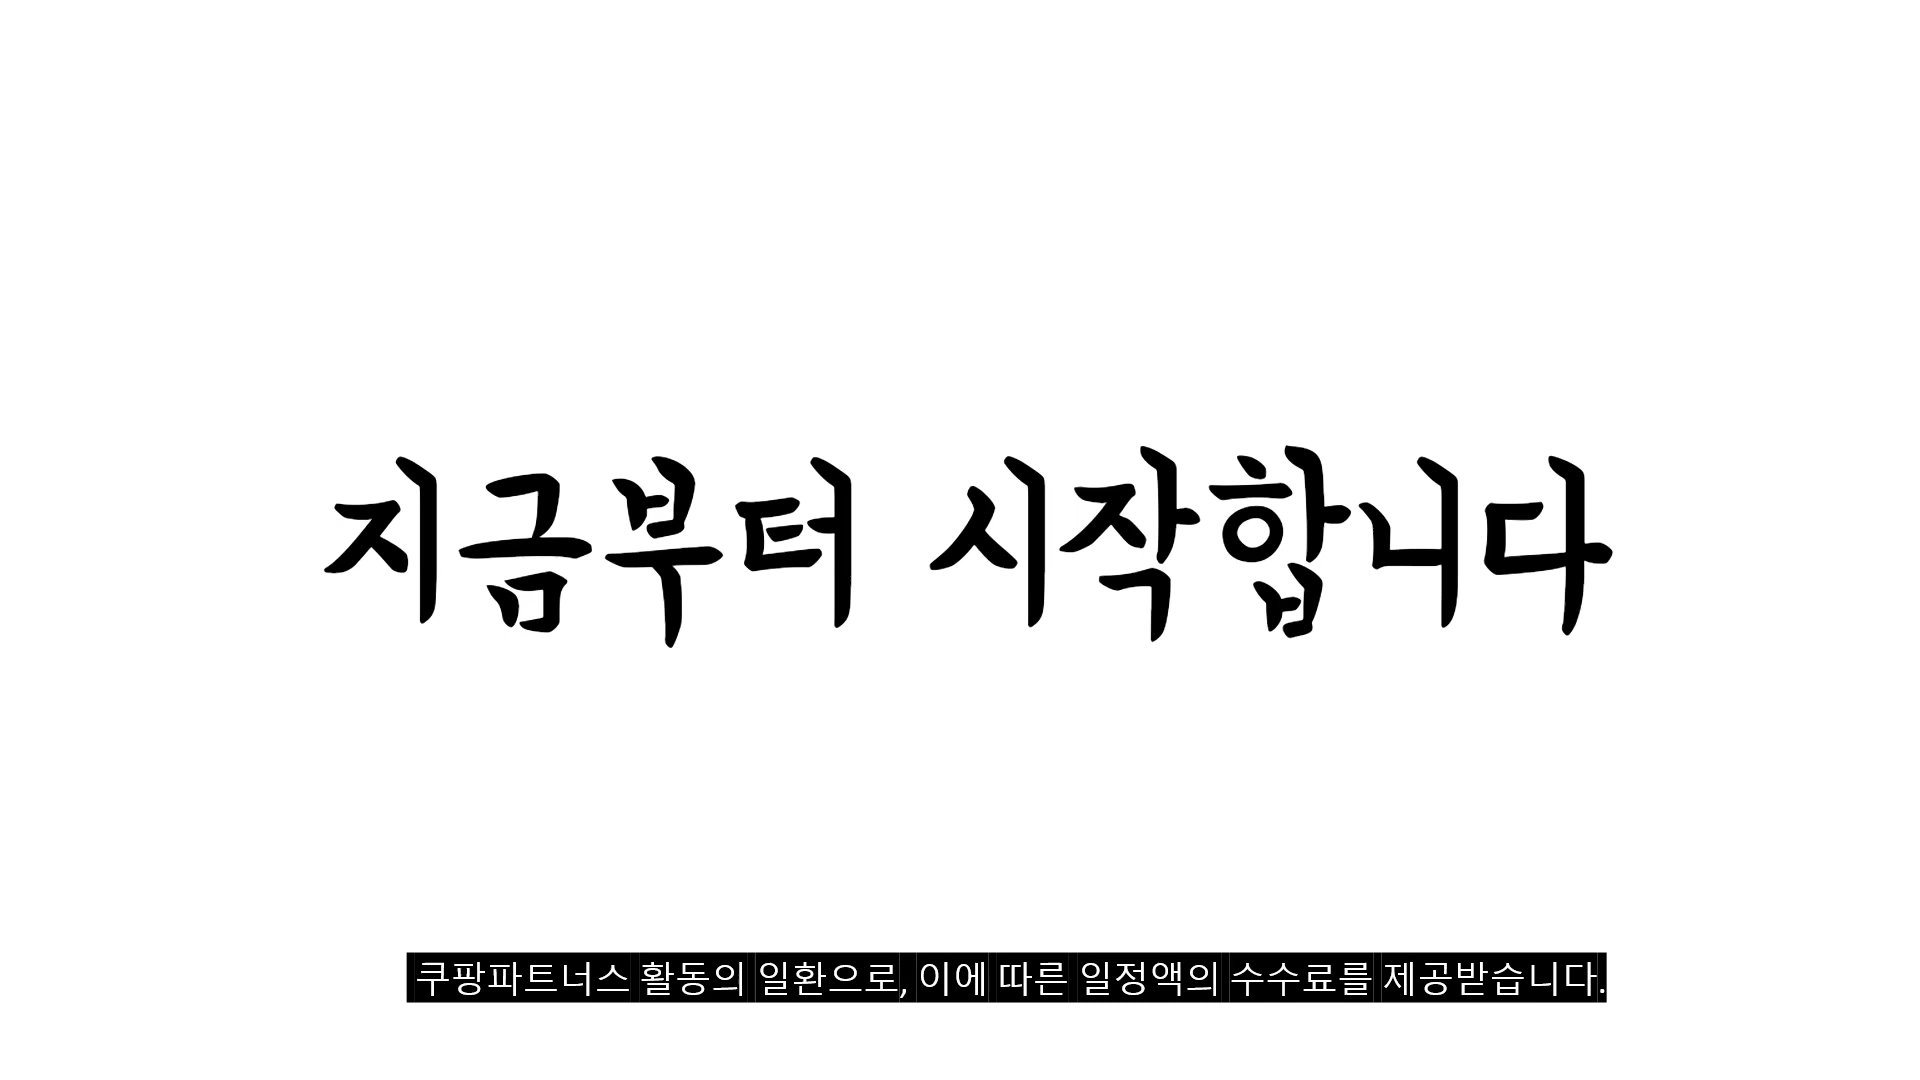 지금부터 시작합니다
쿠팡파트너스 활동의 일환으로, 이에 따른 일정액의 수수료를 제공받습니다.